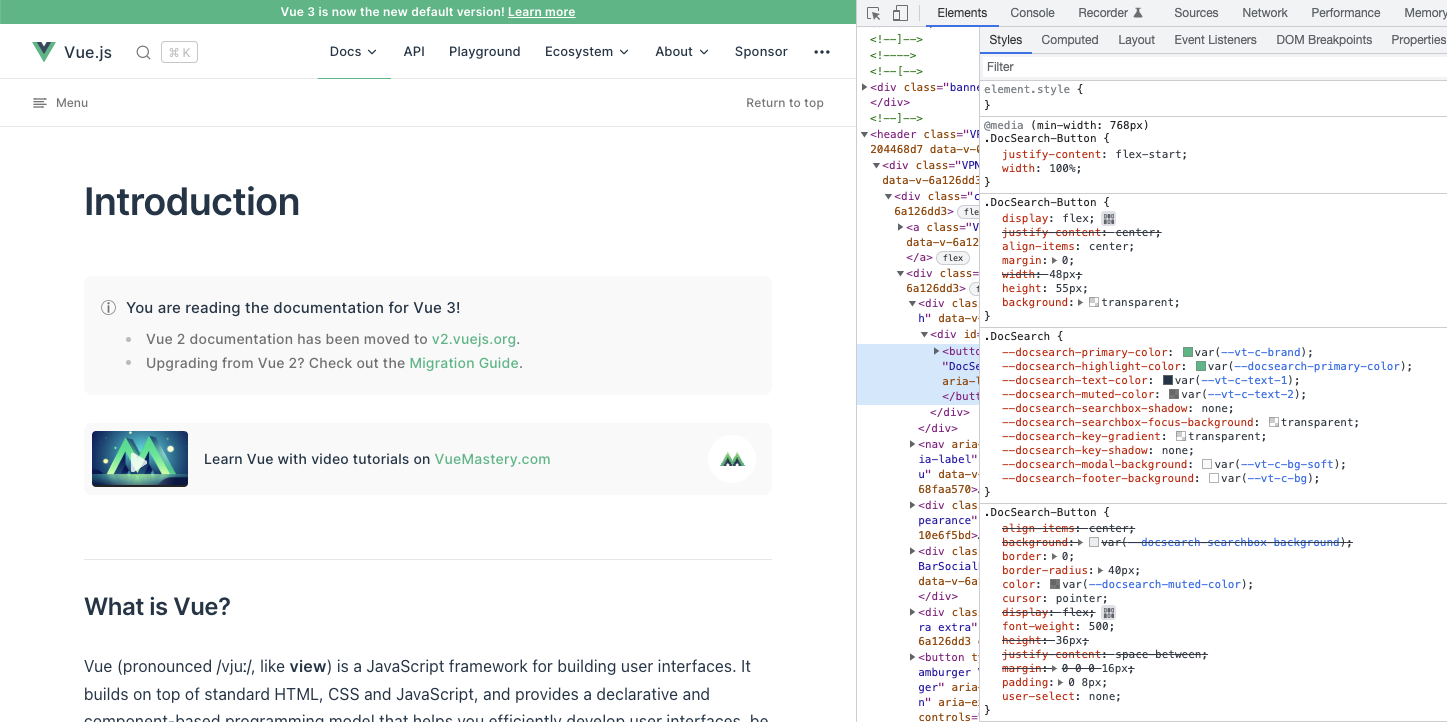 Vue 3 is now the new default version! Learn more
Vue.js
⌘ K
Docs
API
Playground
Ecosystem
About
Sponsor
Menu
Return to top
Introduction
You are reading the documentation for Vue 3!
Vue 2 documentation has been moved to v2.vuejs.org.
Upgrading from Vue 2? Check out the Migration Guide.
Learn Vue with video tutorials on VueMastery.com
What is Vue?
Vue (pronounced /vjuː/, like view) is a JavaScript framework for building user interfaces. It
builds on top of standard HTML, CSS and JavaScript, and provides a declarative and
component-based programming model that helps you efficiently develop user interfaces, be
Elements
Console
Recorder
Sources
Network
Performance
Memory
<!--]-->
<!---->
<!--[-->
<div class="banne
</div>
<!--]-->
<header class="VP
204468d7 data-v-6
<div class="VPN
data-v-6a126dd3
<div class="c
6a126dd3> fle
<a class="V
data-v-6a12
</a> flex
<div class=
6a126dd3>
<div clas
h" data-v
<div id=
<butto
"DocSe
aria-l
</butt
</div>
</div>
<nav aria
ia-label"
u" data-v
68faa570>
<div clas
pearance"
10e6f5bd>
<div clas
BarSocial
data-v-6a
</div>
<div clas
ra extra"
6a126dd3
<button ty
amburger
ger" aria
n" aria-e
controls=
Styles
Computed
Layout
Event Listeners
DOM Breakpoints
Properties
Filter
element.style {
}
@media (min-width: 768px)
.DocSearch-Button {
justify-content: flex-start;
width: 100%;
}
.DocSearch-Button {
display: flex;
justify-content: center;
align-items: center;
margin: 0;
width: 48px;
height: 55px;
background: transparent;
}
.DocSearch {
--docsearch-primary-color: var(--vt-c-brand);
--docsearch-highlight-color: var(--docsearch-primary-color);
--docsearch-text-color: var(--vt-c-text-1);
--docsearch-muted-color: var(--vt-c-text-2);
--docsearch-searchbox-shadow: none;
--docsearch-searchbox-focus-background: transparent;
--docsearch-key-gradient: transparent;
--docsearch-key-shadow: none;
--docsearch-modal-background: var(--vt-c-bg-soft);
--docsearch-footer-background: var(--vt-c-bg);
}
.DocSearch-Button {
align-items: center;
background: var(--docsearch-searchbox-background);
border: 0;
border-radius: 40px;
color: var(--docsearch-muted-color);
cursor: pointer;
display: flex;
font-weight: 500;
height: 36px;
justify-content: space-between;
margin: 0 0 0 16px;
padding: 0 8px;
user-select: none;
}